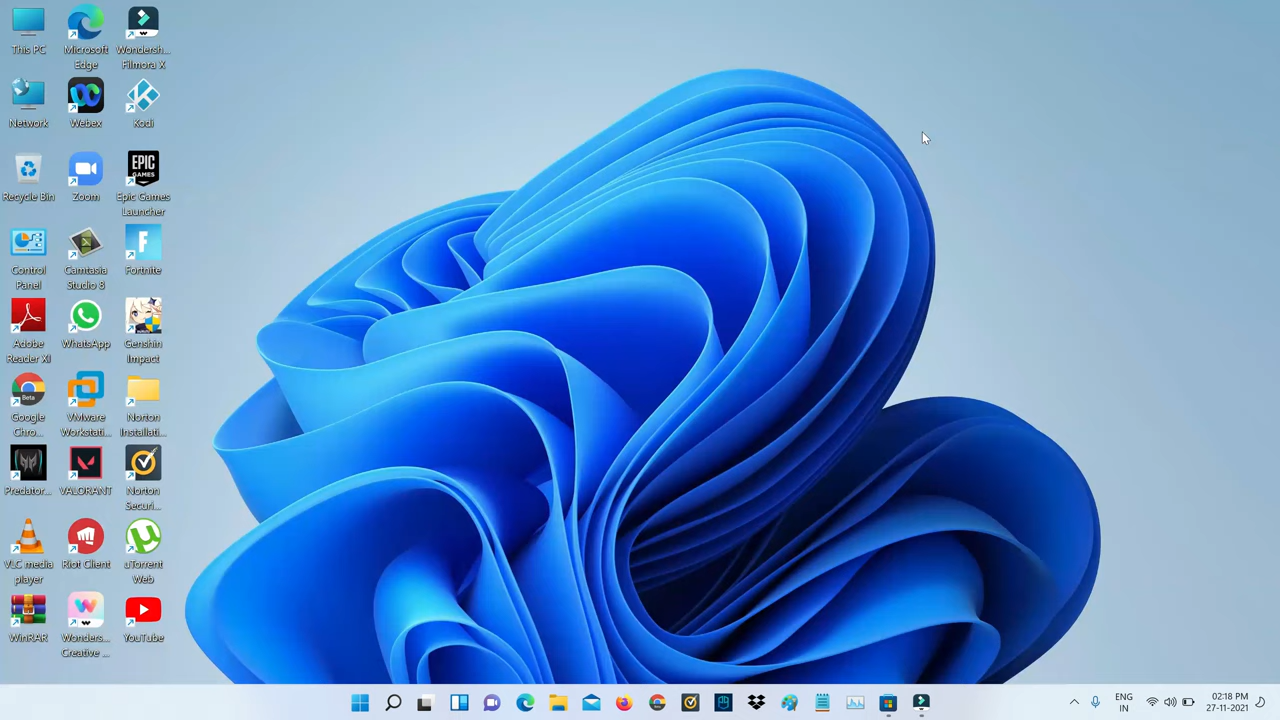 This PC
Microsoft
Edge
Wondersh...
Filmora X
Network
Webex
Kodi
Recycle Bin
Zoom
EPIC
GAMES
Epic Games
Launcher
Control
Panel
Camtasia
Studio 8
Fortnite
Adobe
Reader XI
WhatsApp
Genshin
Impact
Beta
Google
Chro...
VMware
Workstati...
Norton
Installati...
Predator...
VALORANT
Norton
Securi...
VLC media
player
Riot Client
uTorrent
Web
WinRAR
Wonders...
Creative ...
YouTube
ENG
IN
02:18 PM
27-11-2021